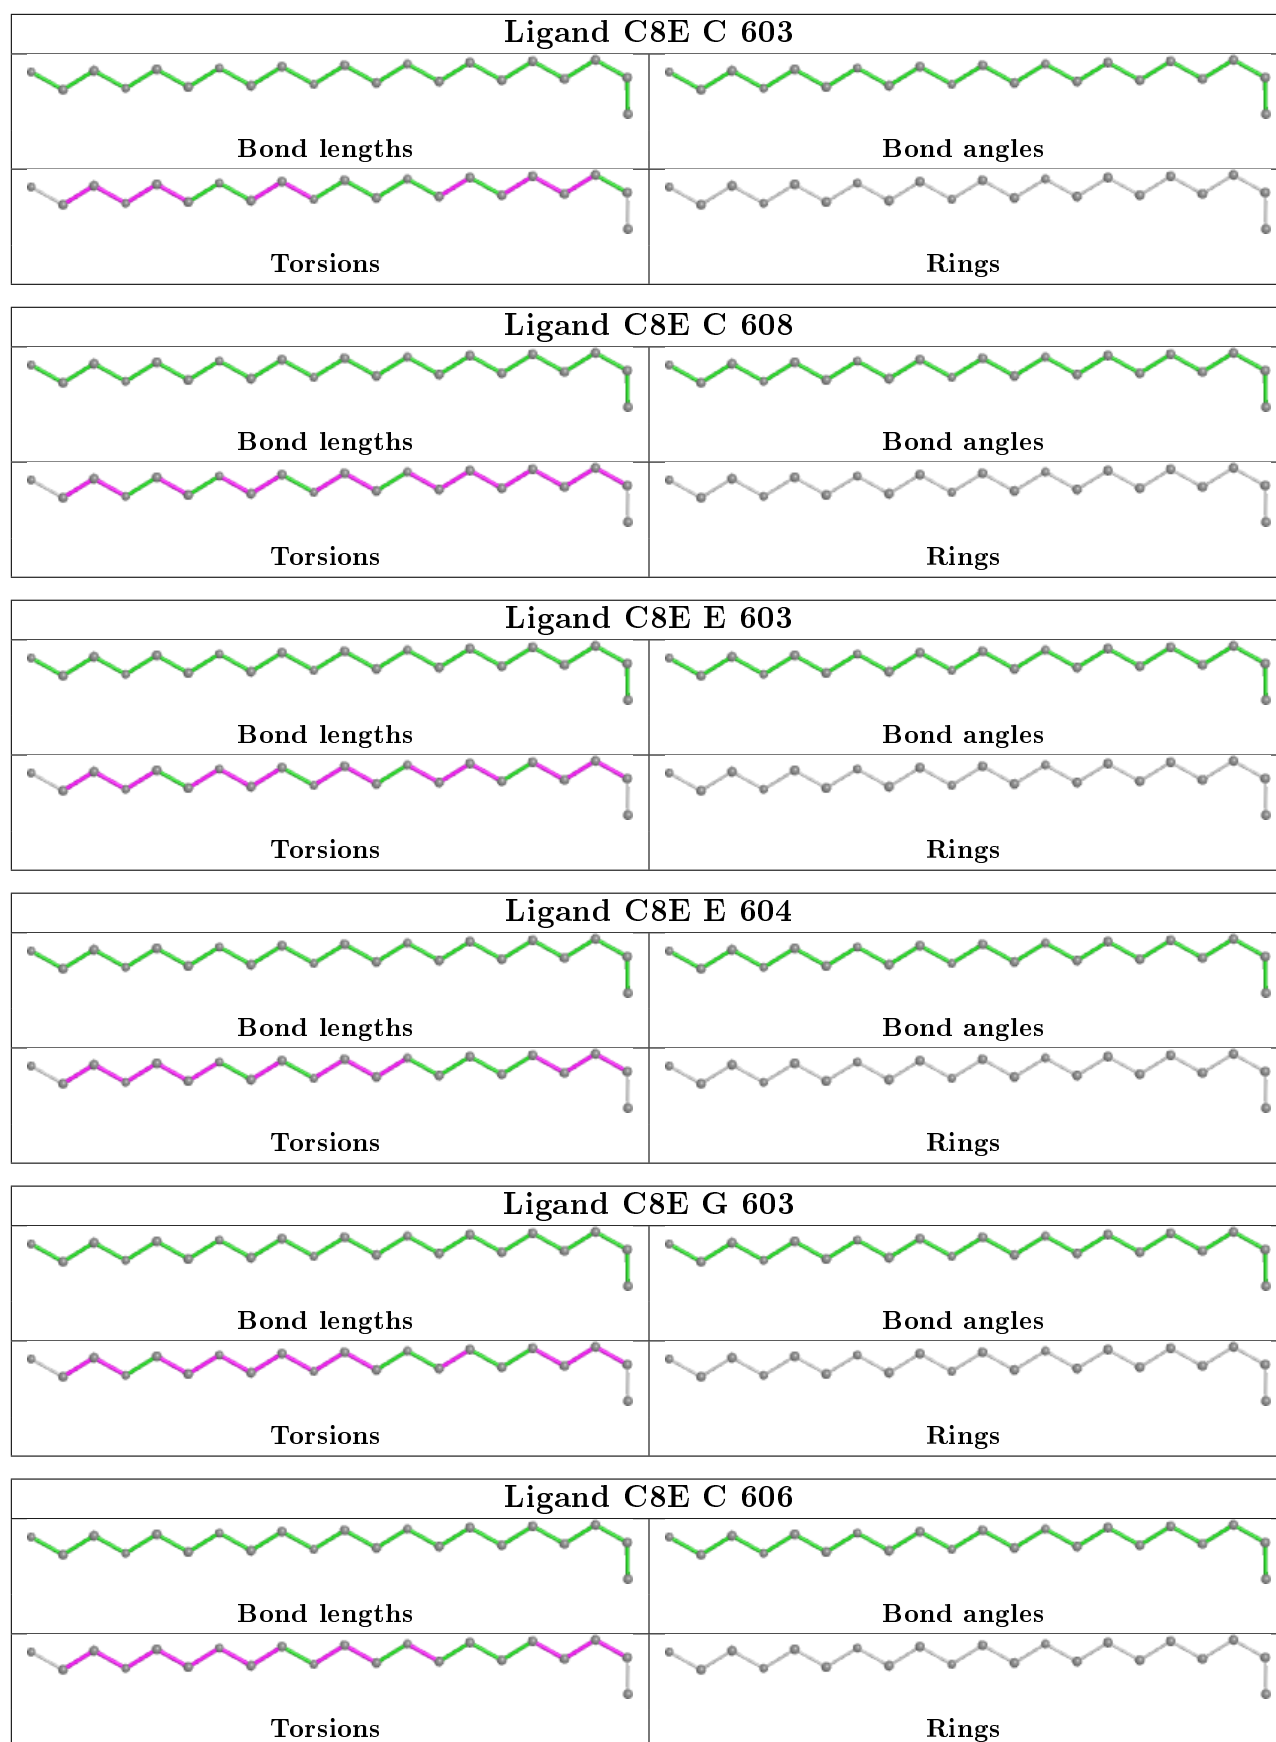 Ligand C8E C 603
Bond lengths
Bond angles
Torsions
Rings
Ligand C8E C 608
Bond lengths
Bond angles
Torsions
Rings
Ligand C8E E 603
Bond lengths
Bond angles
Torsions
Rings
Ligand C8E E 604
Bond lengths
Bond angles
Torsions
Rings
Ligand C8E G 603
Bond lengths
Bond angles
Torsions
Rings
Ligand C8E C 606
Bond lengths
Bond angles
Torsions
Rings